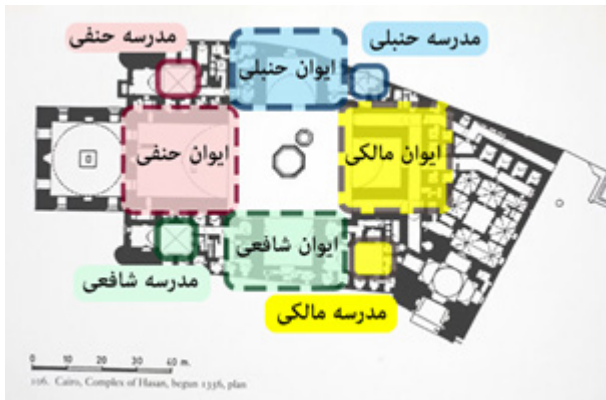 مدرسه حنفی
مدرسه حنبلی
ایوان حنبلی
ایوان حنفی
ایوان مالکی
ایوان شافعی
مدرسه شافعی
مدرسه مالکی
0 10 20 30 40 m.
106. Cairo, Complex of Hasan, begun 1356, plan